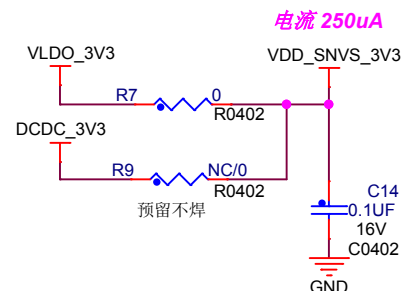 电流 250uA
VLDO_3V3
VDD_SNVS_3V3
R7
0
R0402
DCDC_3V3
R9
NC/0
R0402
预留不焊
C14
0.1UF
16V
C0402
GND